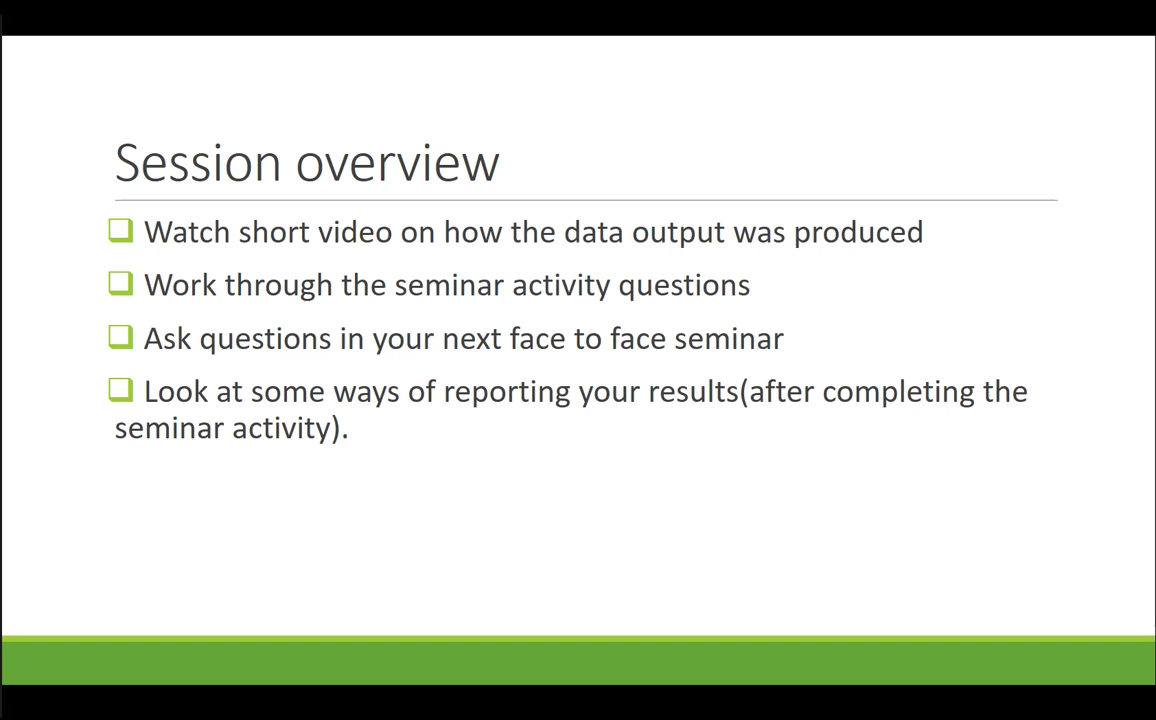 Session overview
Watch short video on how the data output was produced
Work through the seminar activity questions
Ask questions in your next face to face seminar
Look at some ways of reporting your results(after completing the
seminar activity).